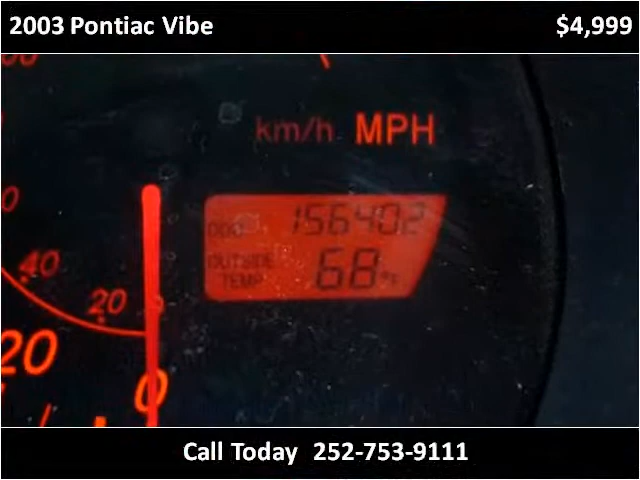 2003 Pontiac Vibe $4,999
km/h MPH
ODO 156402
OUTSIDE
TEMP 68°F
40
20
20
0
Call Today 252-753-9111